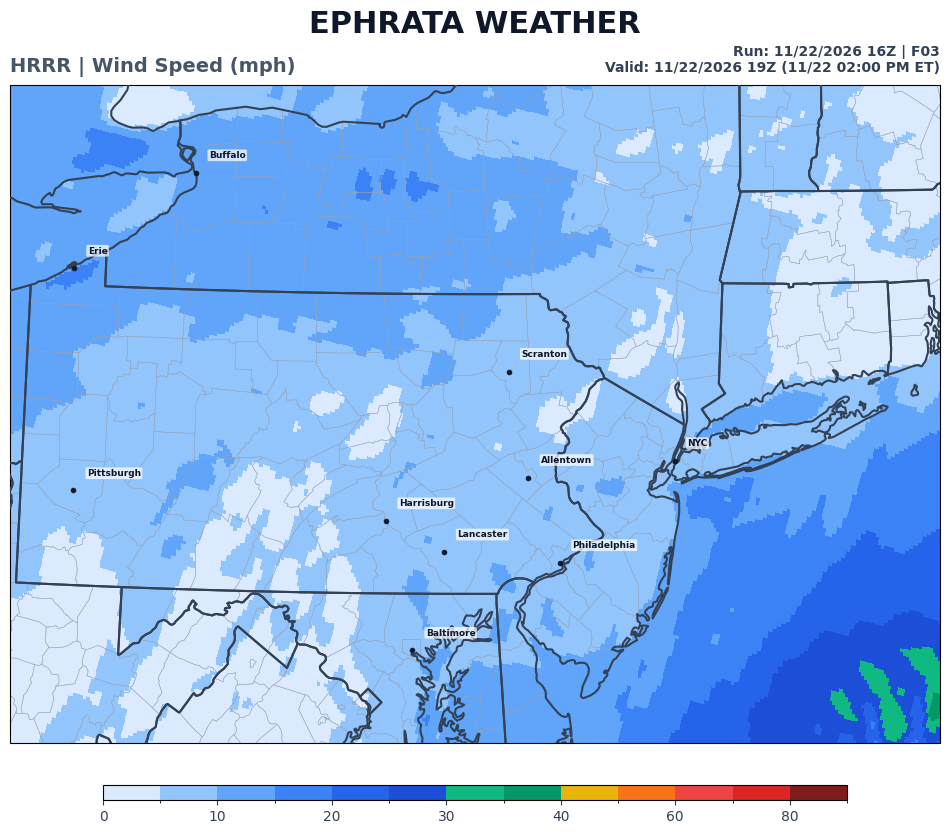 EPHRATA WEATHER
HRRR | Wind Speed (mph)
Run: 11/22/2026 16Z | F03
Valid: 11/22/2026 19Z (11/22 02:00 PM ET)
Buffalo
Erie
Scranton
NYC
Allentown
Pittsburgh
Harrisburg
Lancaster
Philadelphia
Baltimore
0 10 20 30 40 50 60 70 80